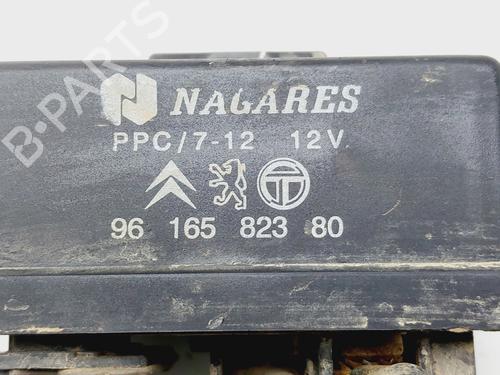 B-PARTS
NAGARES
PPC/7-12 12V
96 165 823 80